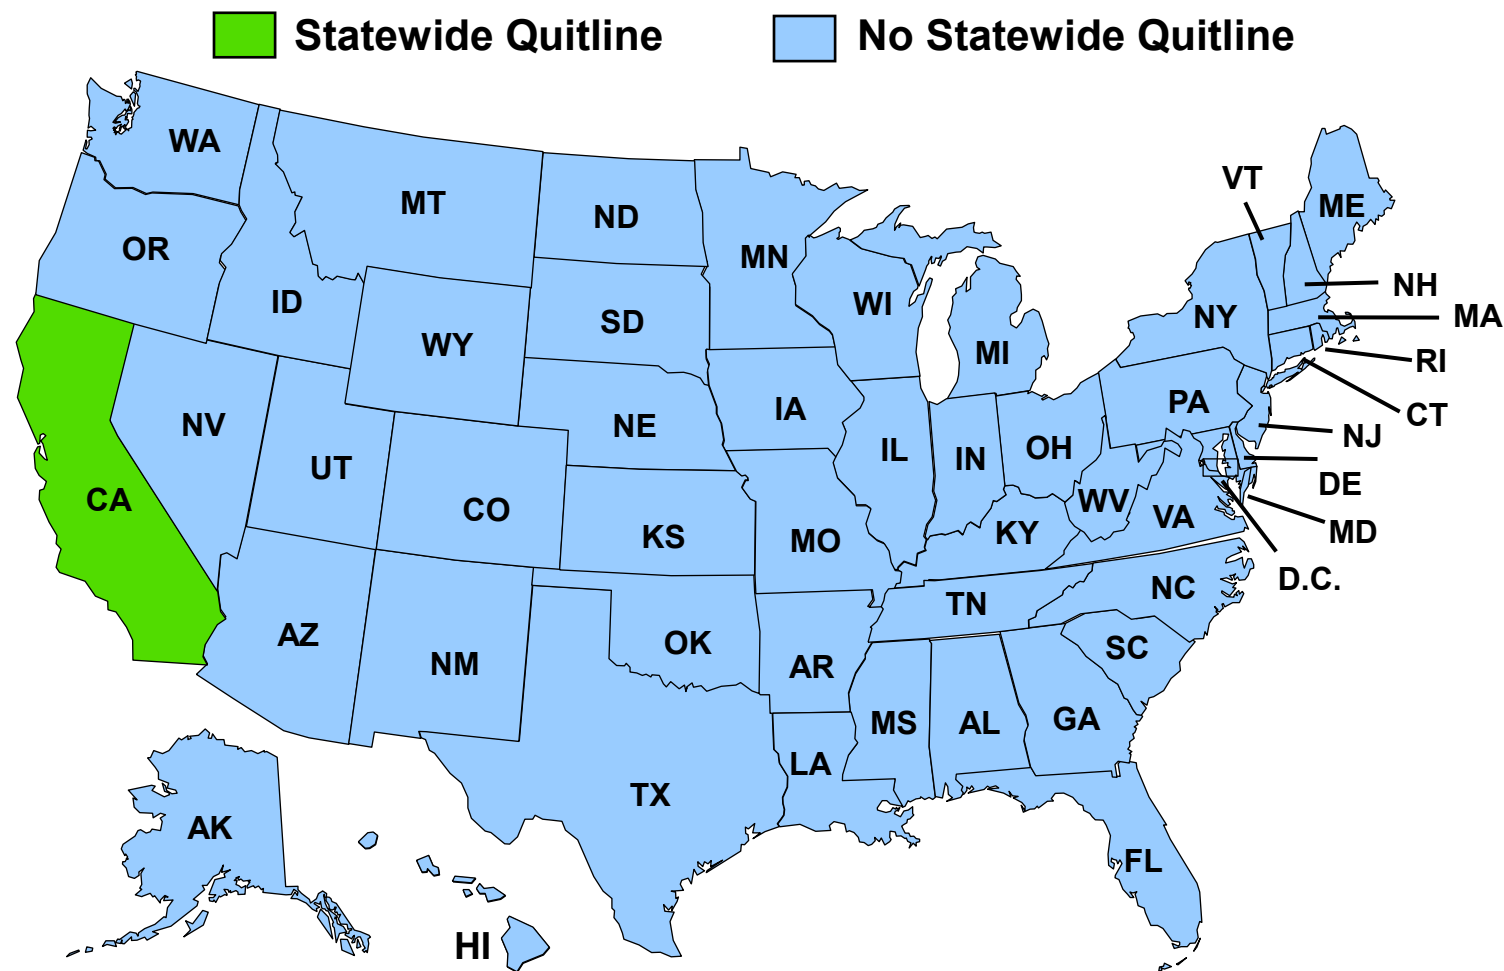 Statewide Quitline
No Statewide Quitline
WA
MT
ND
MN
OR
ID
WY
SD
WI
MI
VT
ME
NH
NY
MA
RI
CT
PA
NJ
NV
UT
NE
IA
IL
IN
OH
DE
CA
CO
KS
MO
WV
VA
KY
MD
D.C.
TN
NC
AZ
NM
OK
AR
SC
MS
AL
GA
LA
TX
AK
FL
HI